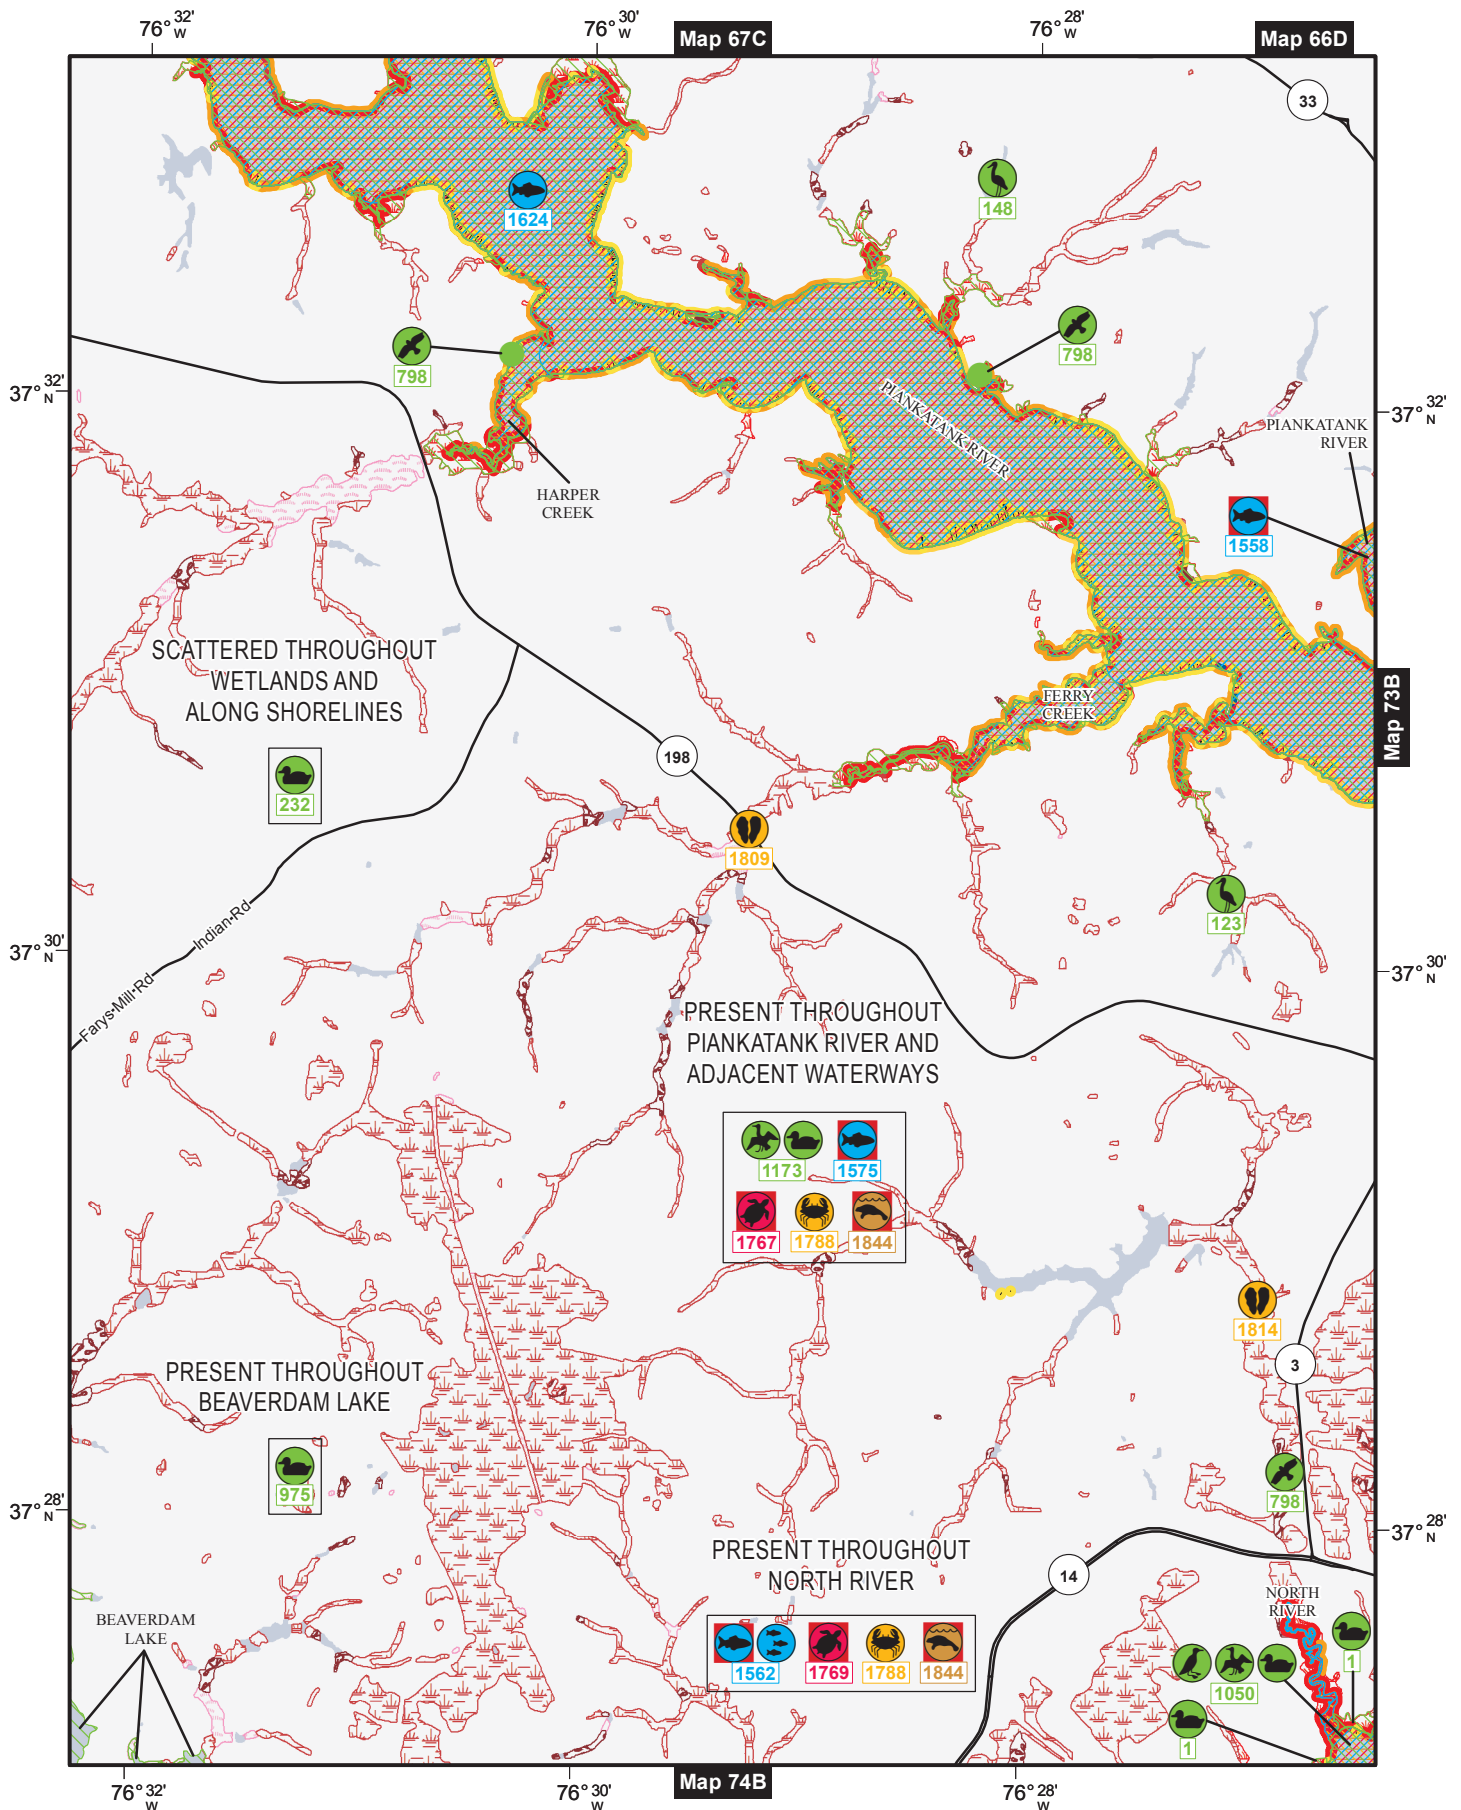 76° 32' W
76° 30' W
Map 67C
76° 28' W
Map 66D
33
148
1624
798
798
37° 32' N
37° 32' N
PIANKATANK RIVER
PIANKATANK
RIVER
HARPER
CREEK
1558
SCATTERED THROUGHOUT
WETLANDS AND
ALONG SHORELINES
232
FERRY
CREEK
Map 73B
198
1809
123
Indian Rd
Farys Mill Rd
37° 30' N
37° 30' N
PRESENT THROUGHOUT
PIANKATANK RIVER AND
ADJACENT WATERWAYS
1173
1575
1767
1788
1844
1814
3
PRESENT THROUGHOUT
BEAVERDAM LAKE
975
798
37° 28' N
37° 28' N
PRESENT THROUGHOUT
NORTH RIVER
14
1562
1769
1788
1844
BEAVERDAM
LAKE
NORTH
RIVER
1
1050
1
76° 32' W
76° 30' W
Map 74B
76° 28' W